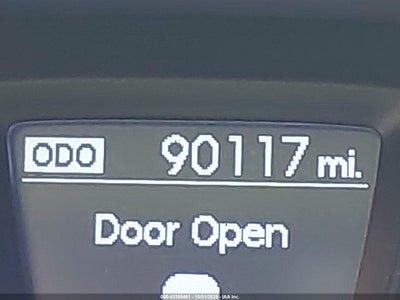 ODO 90117 mi.
Door Open